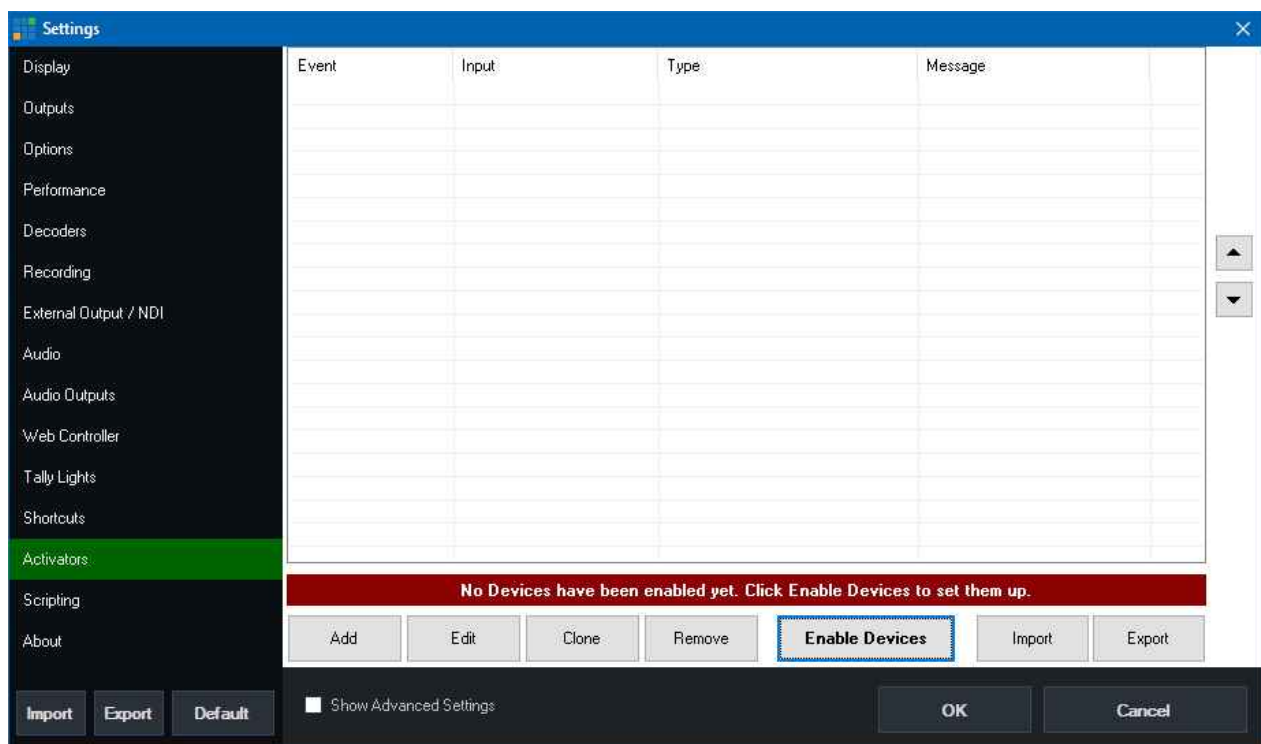 Settings
Display
Outputs
Options
Performance
Decoders
Recording
External Output / NDI
Audio
Audio Outputs
Web Controller
Tally Lights
Shortcuts
Activators
Scripting
About
Import Export Default
Event Input Type Message
No Devices have been enabled yet. Click Enable Devices to set them up.
Add Edit Clone Remove Enable Devices Import Export
Show Advanced Settings
OK Cancel